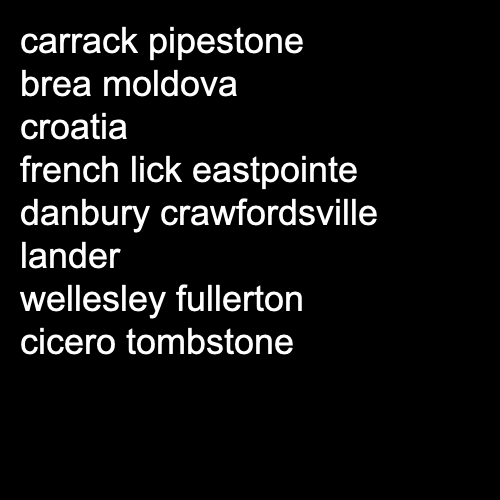 carrack pipestone
brea moldova
croatia
french lick eastpointe
danbury crawfordsville
lander
wellesley fullerton
cicero tombstone